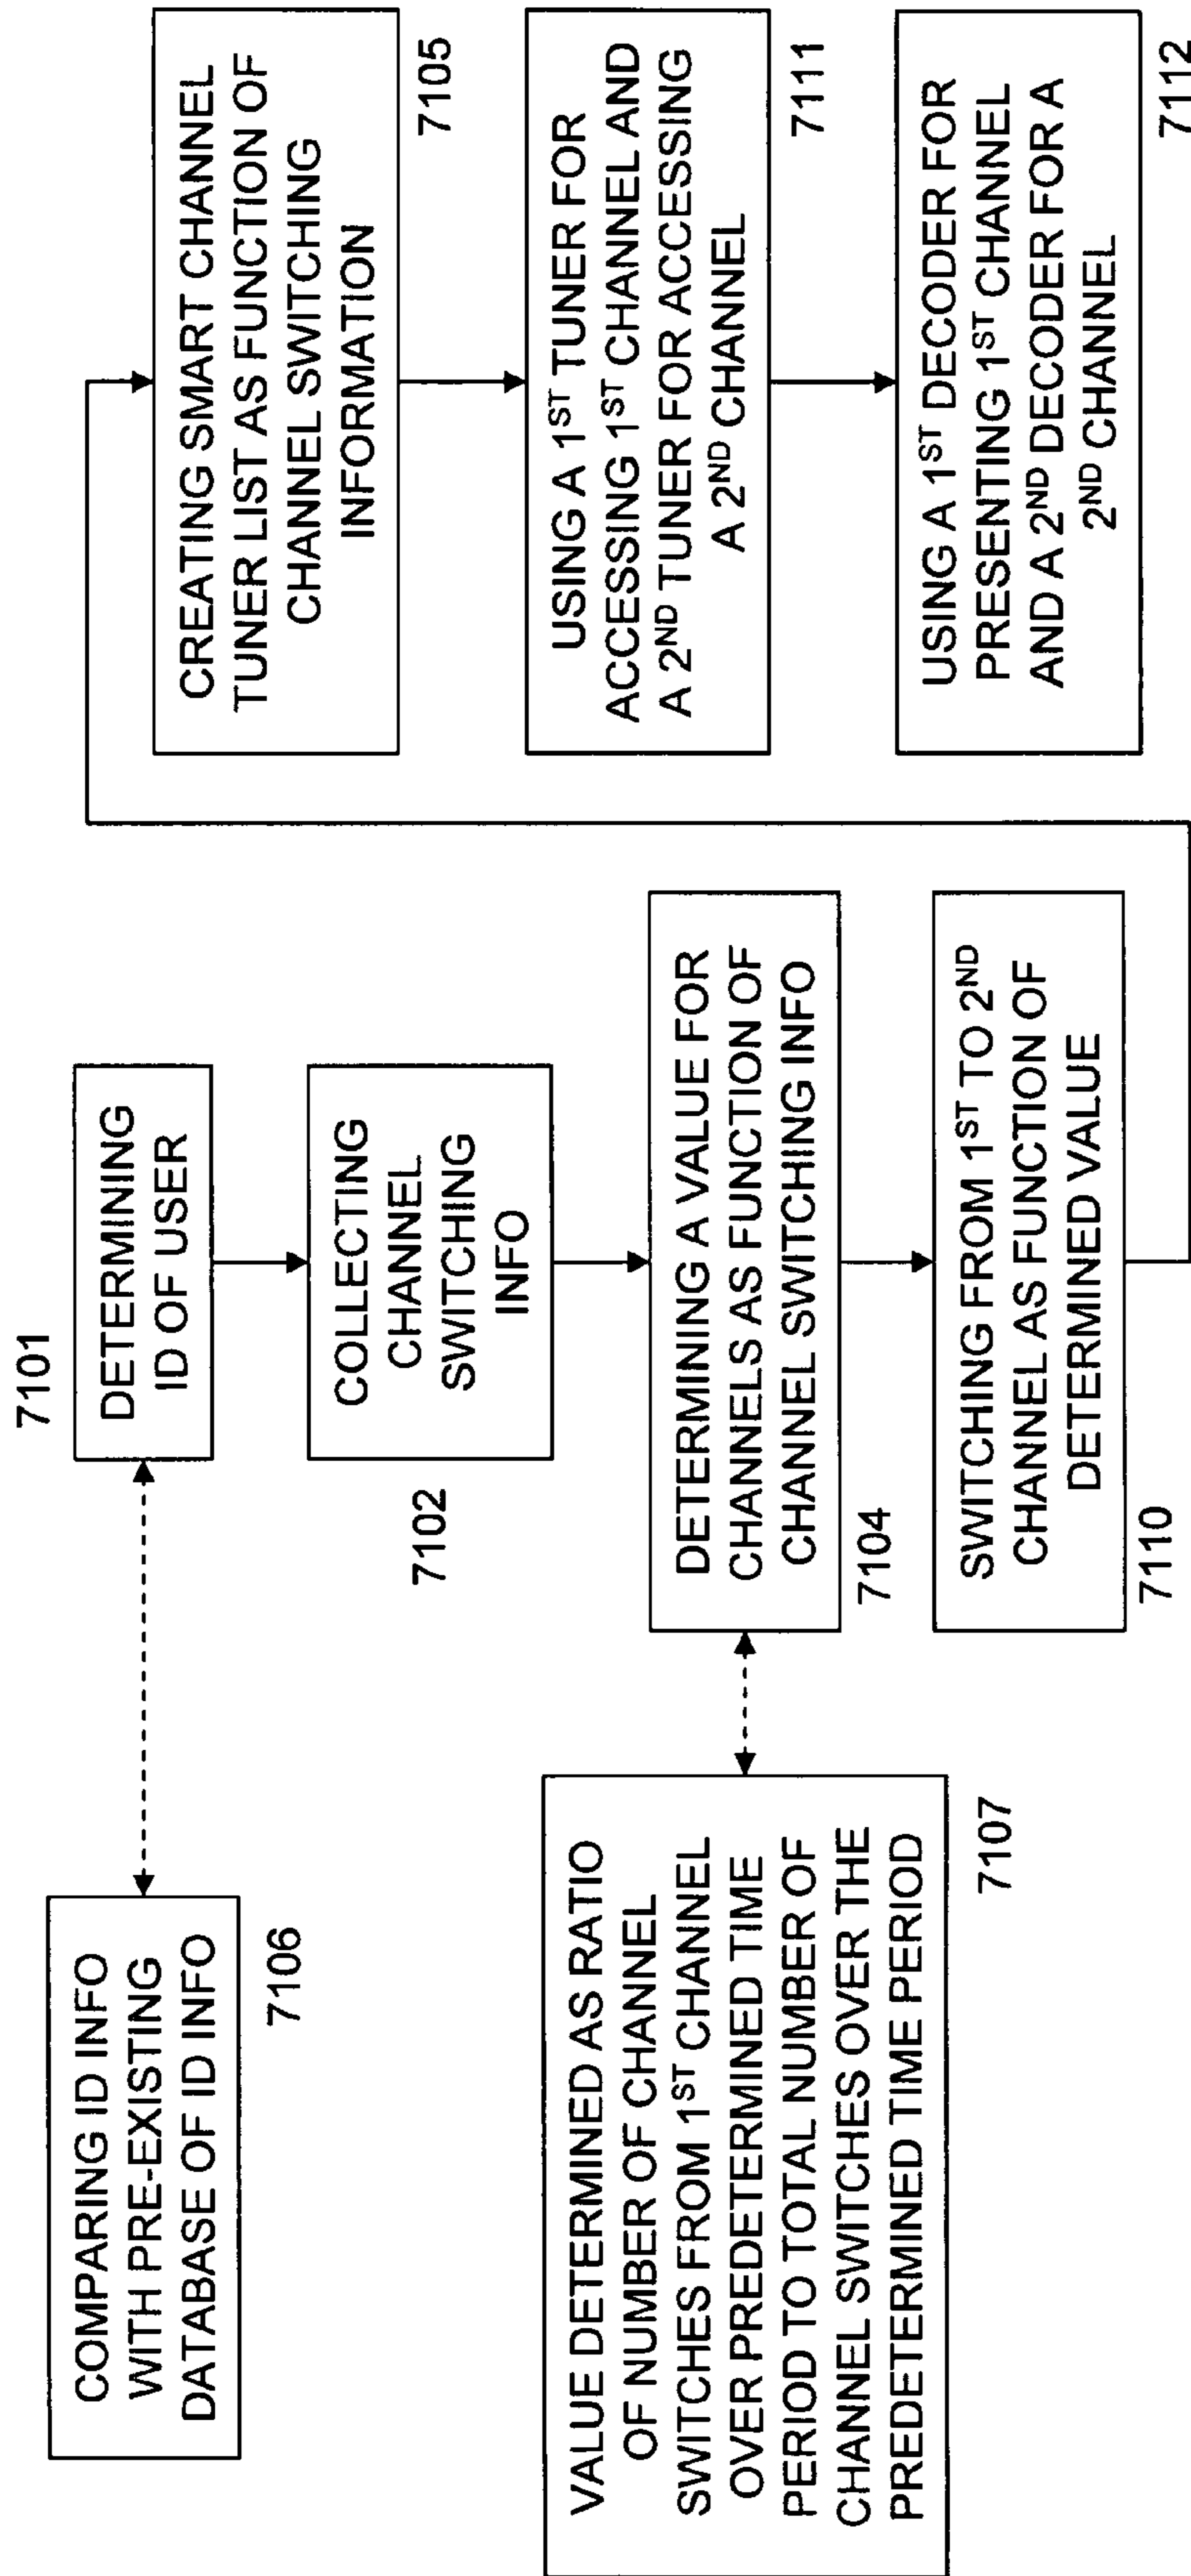 COMPARING ID INFO
WITH PRE-EXISTING
DATABASE OF ID INFO
7106
VALUE DETERMINED AS RATIO
OF NUMBER OF CHANNEL
SWITCHES FROM 1ST CHANNEL
OVER PREDETERMINED TIME
PERIOD TO TOTAL NUMBER OF
CHANNEL SWITCHES OVER THE
PREDETERMINED TIME PERIOD
7107
7101
DETERMINING
ID OF USER
COLLECTING
CHANNEL
SWITCHING
INFO
7102
DETERMINING A VALUE FOR
CHANNELS AS FUNCTION OF
CHANNEL SWITCHING INFO
7104
SWITCHING FROM 1ST TO 2ND
CHANNEL AS FUNCTION OF
DETERMINED VALUE
7110
CREATING SMART CHANNEL
TUNER LIST AS FUNCTION OF
CHANNEL SWITCHING
INFORMATION
7105
USING A 1ST TUNER FOR
ACCESSING 1ST CHANNEL AND
A 2ND TUNER FOR ACCESSING
A 2ND CHANNEL
7111
USING A 1ST DECODER FOR
PRESENTING 1ST CHANNEL
AND A 2ND DECODER FOR A
2ND CHANNEL
7112